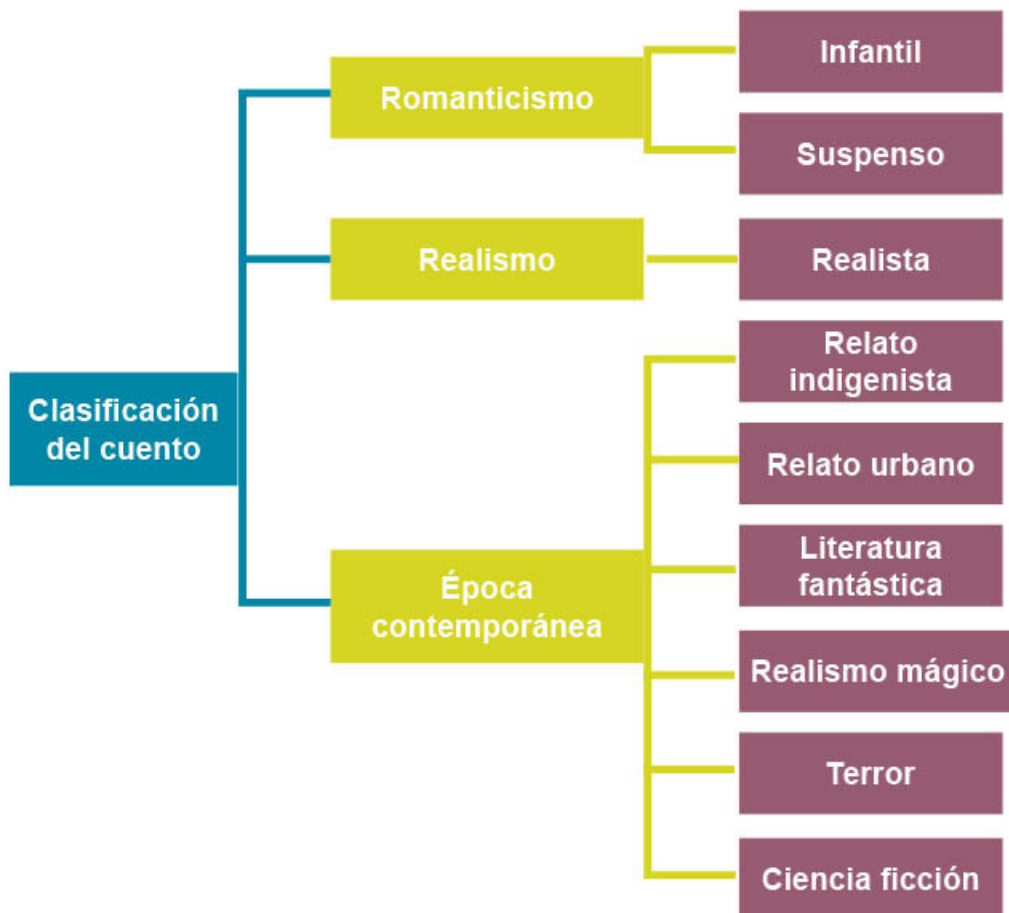 Clasificación
del cuento
Romanticismo
Infantil
Suspenso
Realismo
Realista
Época
contemporánea
Relato
indigenista
Relato urbano
Literatura
fantástica
Realismo mágico
Terror
Ciencia ficción